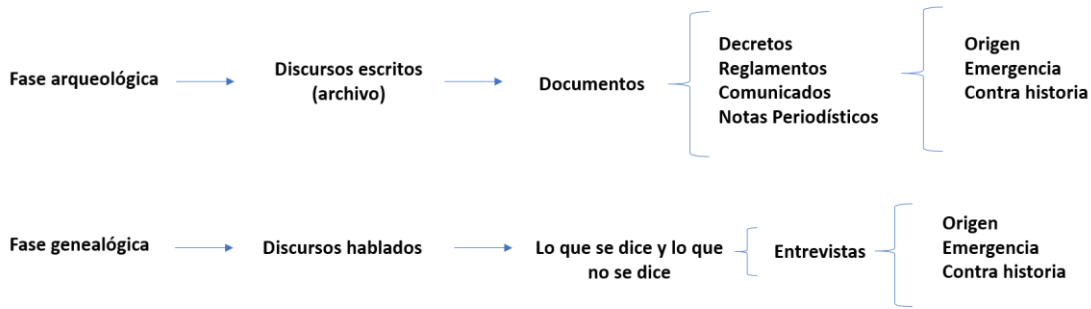 Fase arqueológica
Discursos escritos
(archivo)
Documentos
Decretos
Reglamentos
Comunicados
Notas Periodísticos
Origen
Emergencia
Contra historia
Fase genealógica
Discursos hablados
Lo que se dice y lo que
no se dice
Entrevistas
Origen
Emergencia
Contra historia